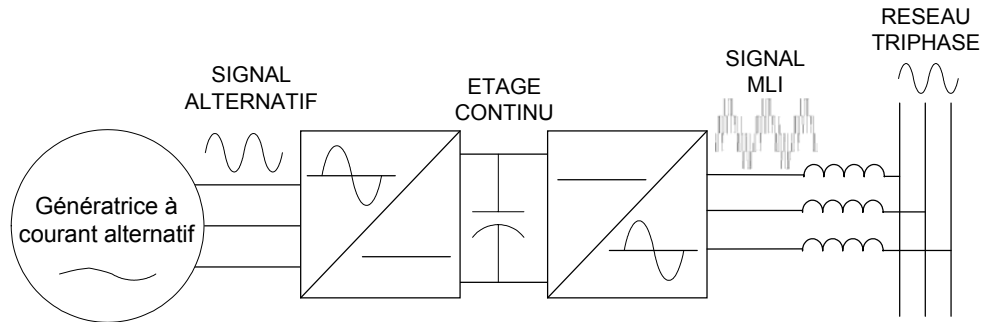 SIGNAL
ALTERNATIF
ETAGE
CONTINU
SIGNAL
MLI
RESEAU
TRIPHASE
Génératrice à
courant alternatif